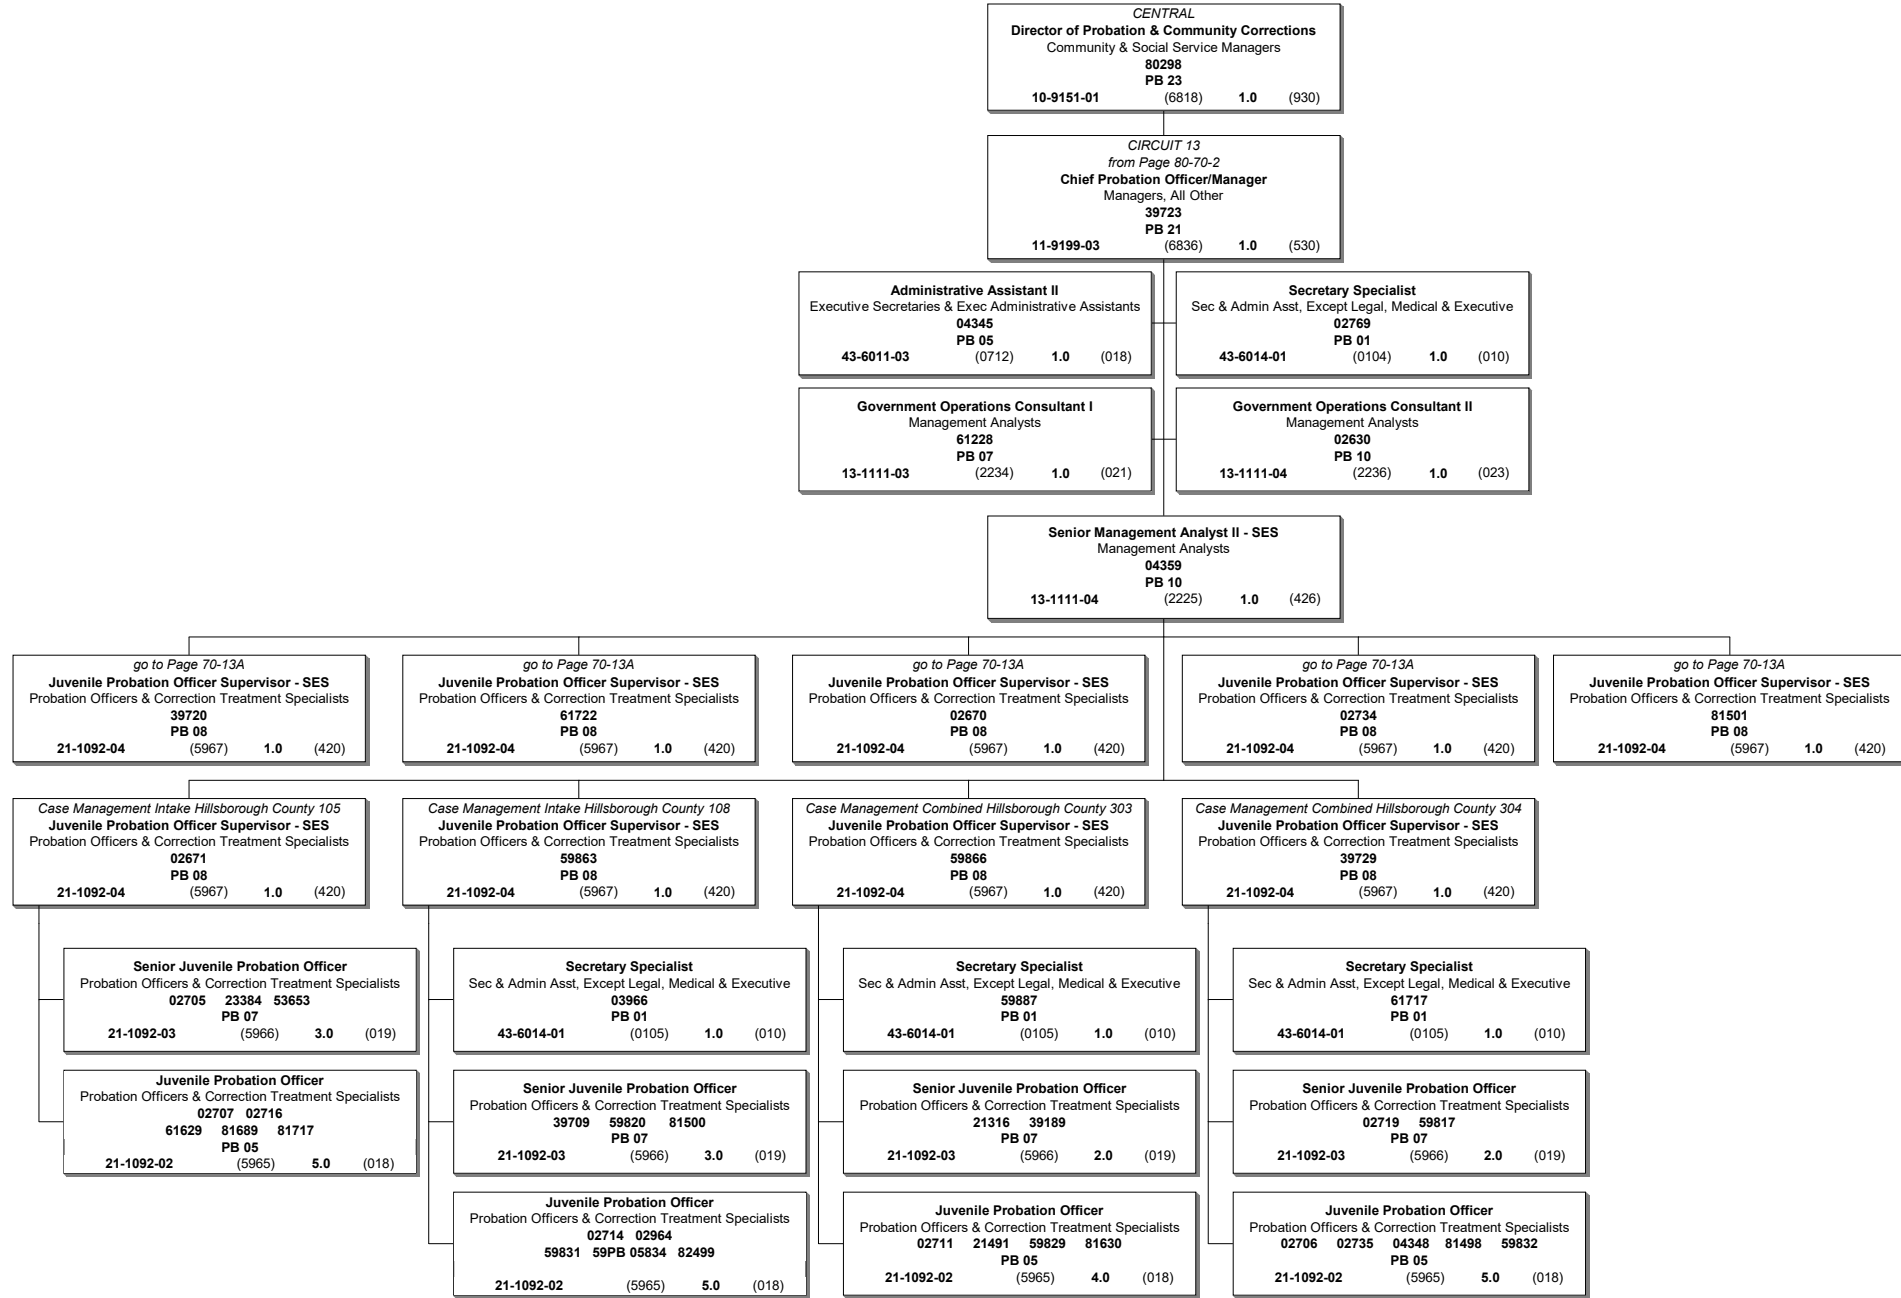 CENTRAL
Director of Probation & Community Corrections
Community & Social Service Managers
80298
PB 23
10-9151-01 (6818) 1.0 (930)
CIRCUIT 13
from Page 80-70-2
Chief Probation Officer/Manager
Managers, All Other
39723
PB 21
11-9199-03 (6836) 1.0 (530)
Administrative Assistant II
Executive Secretaries & Exec Administrative Assistants
04345
PB 05
43-6011-03 (0712) 1.0 (018)
Secretary Specialist
Sec & Admin Asst, Except Legal, Medical & Executive
02769
PB 01
43-6014-01 (0104) 1.0 (010)
Government Operations Consultant I
Management Analysts
61228
PB 07
13-1111-03 (2234) 1.0 (021)
Government Operations Consultant II
Management Analysts
02630
PB 10
13-1111-04 (2236) 1.0 (023)
Senior Management Analyst II - SES
Management Analysts
04359
PB 10
13-1111-04 (2225) 1.0 (426)
go to Page 70-13A
Juvenile Probation Officer Supervisor - SES
Probation Officers & Correction Treatment Specialists
39720
PB 08
21-1092-04 (5967) 1.0 (420)
go to Page 70-13A
Juvenile Probation Officer Supervisor - SES
Probation Officers & Correction Treatment Specialists
61722
PB 08
21-1092-04 (5967) 1.0 (420)
go to Page 70-13A
Juvenile Probation Officer Supervisor - SES
Probation Officers & Correction Treatment Specialists
02670
PB 08
21-1092-04 (5967) 1.0 (420)
go to Page 70-13A
Juvenile Probation Officer Supervisor - SES
Probation Officers & Correction Treatment Specialists
02734
PB 08
21-1092-04 (5967) 1.0 (420)
go to Page 70-13A
Juvenile Probation Officer Supervisor - SES
Probation Officers & Correction Treatment Specialists
81501
PB 08
21-1092-04 (5967) 1.0 (420)
Case Management Intake Hillsborough County 105
Juvenile Probation Officer Supervisor - SES
Probation Officers & Correction Treatment Specialists
02671
PB 08
21-1092-04 (5967) 1.0 (420)
Senior Juvenile Probation Officer
Probation Officers & Correction Treatment Specialists
02705 23384 53653
PB 07
21-1092-03 (5966) 3.0 (019)
Juvenile Probation Officer
Probation Officers & Correction Treatment Specialists
02707 02716
61629 81689 81717
PB 05
21-1092-02 (5965) 5.0 (018)
Case Management Intake Hillsborough County 108
Juvenile Probation Officer Supervisor - SES
Probation Officers & Correction Treatment Specialists
59863
PB 08
21-1092-04 (5967) 1.0 (420)
Secretary Specialist
Sec & Admin Asst, Except Legal, Medical & Executive
03966
PB 01
43-6014-01 (0105) 1.0 (010)
Senior Juvenile Probation Officer
Probation Officers & Correction Treatment Specialists
39709 59820 81500
PB 07
21-1092-03 (5966) 3.0 (019)
Juvenile Probation Officer
Probation Officers & Correction Treatment Specialists
02714 02964
59831 59PB 05834 82499
21-1092-02 (5965) 5.0 (018)
Case Management Combined Hillsborough County 303
Juvenile Probation Officer Supervisor - SES
Probation Officers & Correction Treatment Specialists
59866
PB 08
21-1092-04 (5967) 1.0 (420)
Secretary Specialist
Sec & Admin Asst, Except Legal, Medical & Executive
59887
PB 01
43-6014-01 (0105) 1.0 (010)
Senior Juvenile Probation Officer
Probation Officers & Correction Treatment Specialists
21316 39189
PB 07
21-1092-03 (5966) 2.0 (019)
Juvenile Probation Officer
Probation Officers & Correction Treatment Specialists
02711 21491 59829 81630
PB 05
21-1092-02 (5965) 4.0 (018)
Case Management Combined Hillsborough County 304
Juvenile Probation Officer Supervisor - SES
Probation Officers & Correction Treatment Specialists
39729
PB 08
21-1092-04 (5967) 1.0 (420)
Secretary Specialist
Sec & Admin Asst, Except Legal, Medical & Executive
61717
PB 01
43-6014-01 (0105) 1.0 (010)
Senior Juvenile Probation Officer
Probation Officers & Correction Treatment Specialists
02719 59817
PB 07
21-1092-03 (5966) 2.0 (019)
Juvenile Probation Officer
Probation Officers & Correction Treatment Specialists
02706 02735 04348 81498 59832
PB 05
21-1092-02 (5965) 5.0 (018)